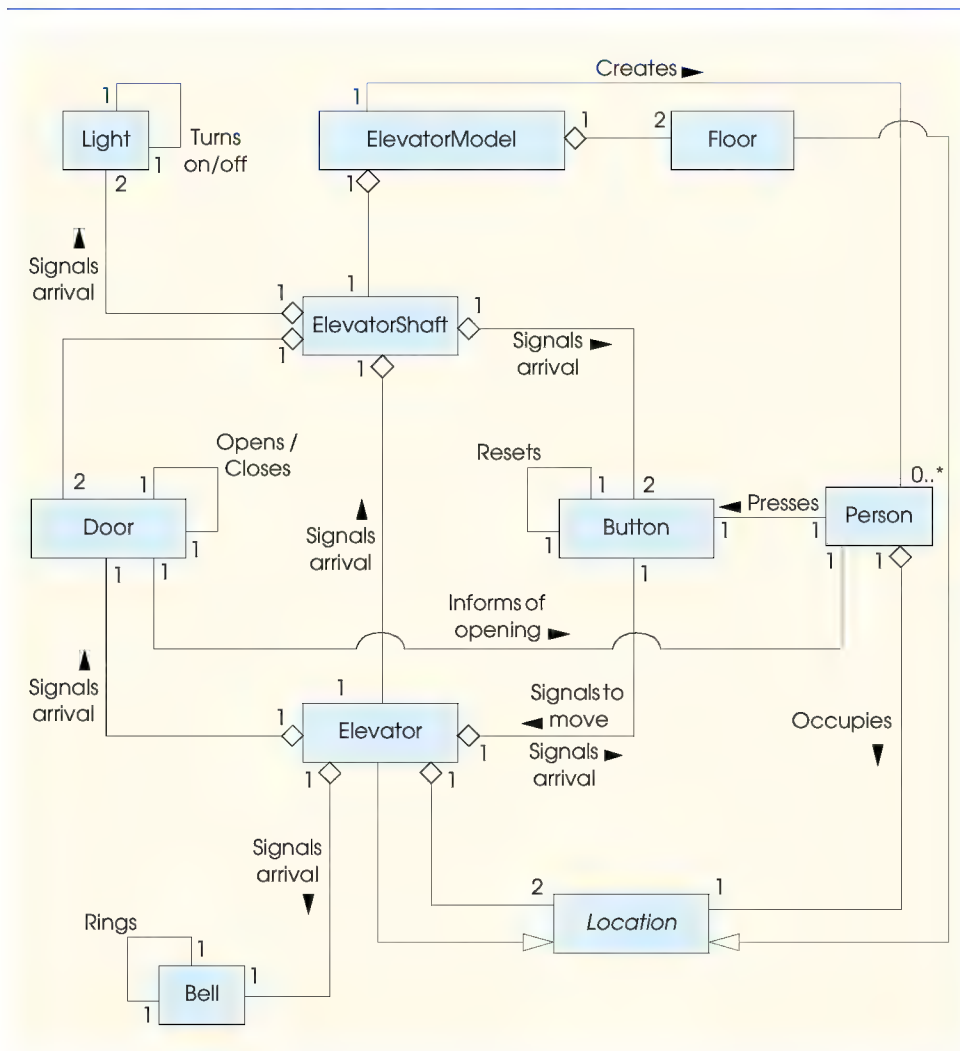 Creates
1
1
Light
ElevatorModel
1
2
Floor
Turns
on/off
1
2
1
Signals
arrival
1
1
1
ElevatorShaft
1
1
Signals
arrival
Opens /
Closes
Resets
2
1
1
2
0..*
Door
Button
Presses
Person
1
1
1
1
1
1
1
1
1
1
Signals
arrival
Informs of
opening
Signals
arrival
1
1
Elevator
Signals to
move
1
Signals
arrival
Occupies
1
1
Signals
arrival
2
1
Location
Rings
1
1
Bell
1